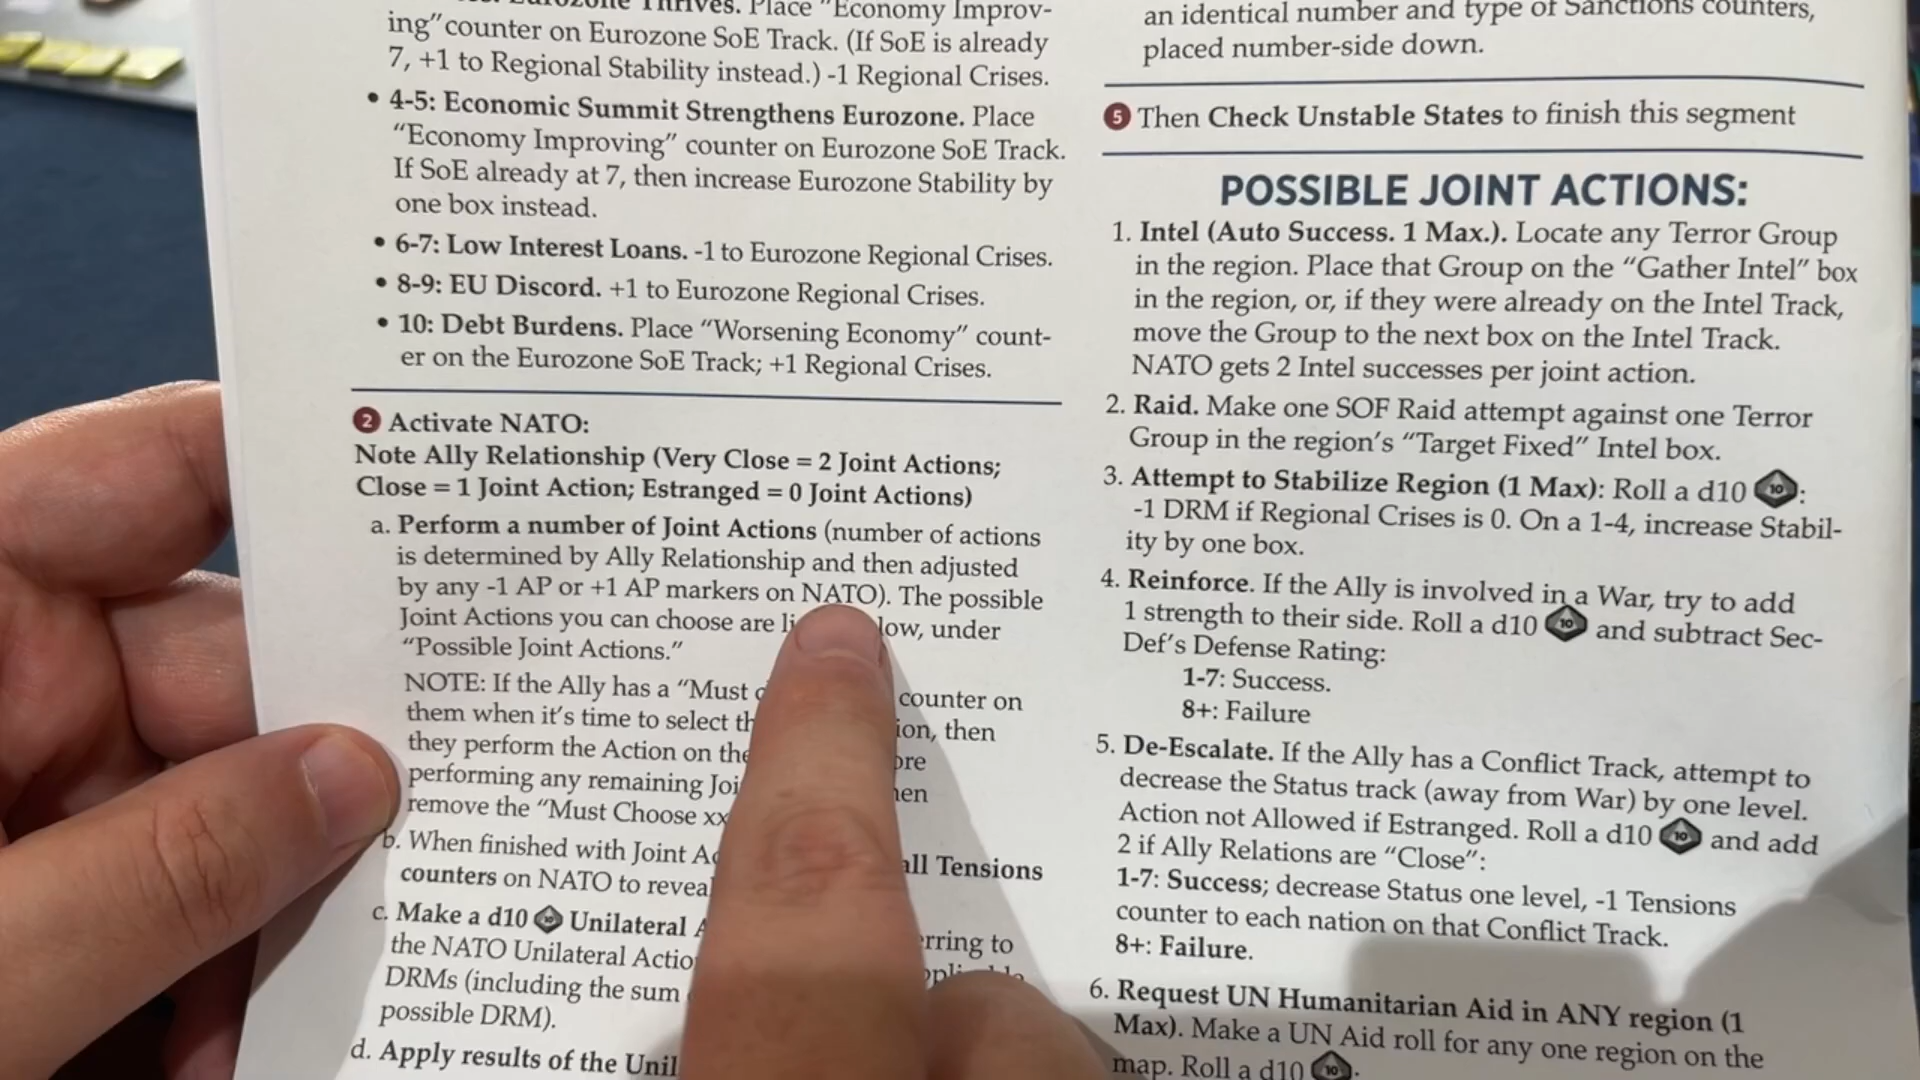 Thrives. Place "Economy Improv-
ing" counter on Eurozone SoE Track. (If SoE is already
7, +1 to Regional Stability instead.) -1 Regional Crises.
• 4-5: Economic Summit Strengthens Eurozone. Place
"Economy Improving" counter on Eurozone SoE Track.
If SoE already at 7, then increase Eurozone Stability by
one box instead.
• 6-7: Low Interest Loans. -1 to Eurozone Regional Crises.
• 8-9: EU Discord. +1 to Eurozone Regional Crises.
• 10: Debt Burdens. Place "Worsening Economy" count-
er on the Eurozone SoE Track; +1 Regional Crises.
2 Activate NATO:
Note Ally Relationship (Very Close = 2 Joint Actions;
Close = 1 Joint Action; Estranged = 0 Joint Actions)
a. Perform a number of Joint Actions (number of actions
is determined by Ally Relationship and then adjusted
by any -1 AP or +1 AP markers on NATO). The possible
Joint Actions you can choose are low, under
"Possible Joint Actions."
NOTE: If the Ally has a "Must counter on
them when it's time to select then
they perform the Action on
performing any remaining
remove the "Must Choose xx
b. When finished with Joint all Tensions
counters on NATO to
c. Make a d10 10 Unilateral to
the NATO Unilateral
DRMs (including the sum
possible DRM).
d. Apply results of the
an identical number and type of Sanctions counters,
placed number-side down.
5 Then Check Unstable States to finish this segment
POSSIBLE JOINT ACTIONS:
1. Intel (Auto Success. 1 Max.). Locate any Terror Group
in the region. Place that Group on the "Gather Intel" box
in the region, or, if they were already on the Intel Track,
move the Group to the next box on the Intel Track.
NATO gets 2 Intel successes per joint action.
2. Raid. Make one SOF Raid attempt against one Terror
Group in the region's "Target Fixed" Intel box.
3. Attempt to Stabilize Region (1 Max): Roll a d10 10:
-1 DRM if Regional Crises is 0. On a 1-4, increase Stabil-
ity by one box.
4. Reinforce. If the Ally is involved in a War, try to add
1 strength to their side. Roll a d10 10 and subtract Sec-
Def's Defense Rating:
1-7: Success.
8+: Failure
5. De-Escalate. If the Ally has a Conflict Track, attempt to
decrease the Status track (away from War) by one level.
Action not Allowed if Estranged. Roll a d10 10 and add
2 if Ally Relations are "Close":
1-7: Success; decrease Status one level, -1 Tensions
counter to each nation on that Conflict Track.
8+: Failure.
6. Request UN Humanitarian Aid in ANY region (1
Max). Make a UN Aid roll for any one region on the
map. Roll a d10 10.